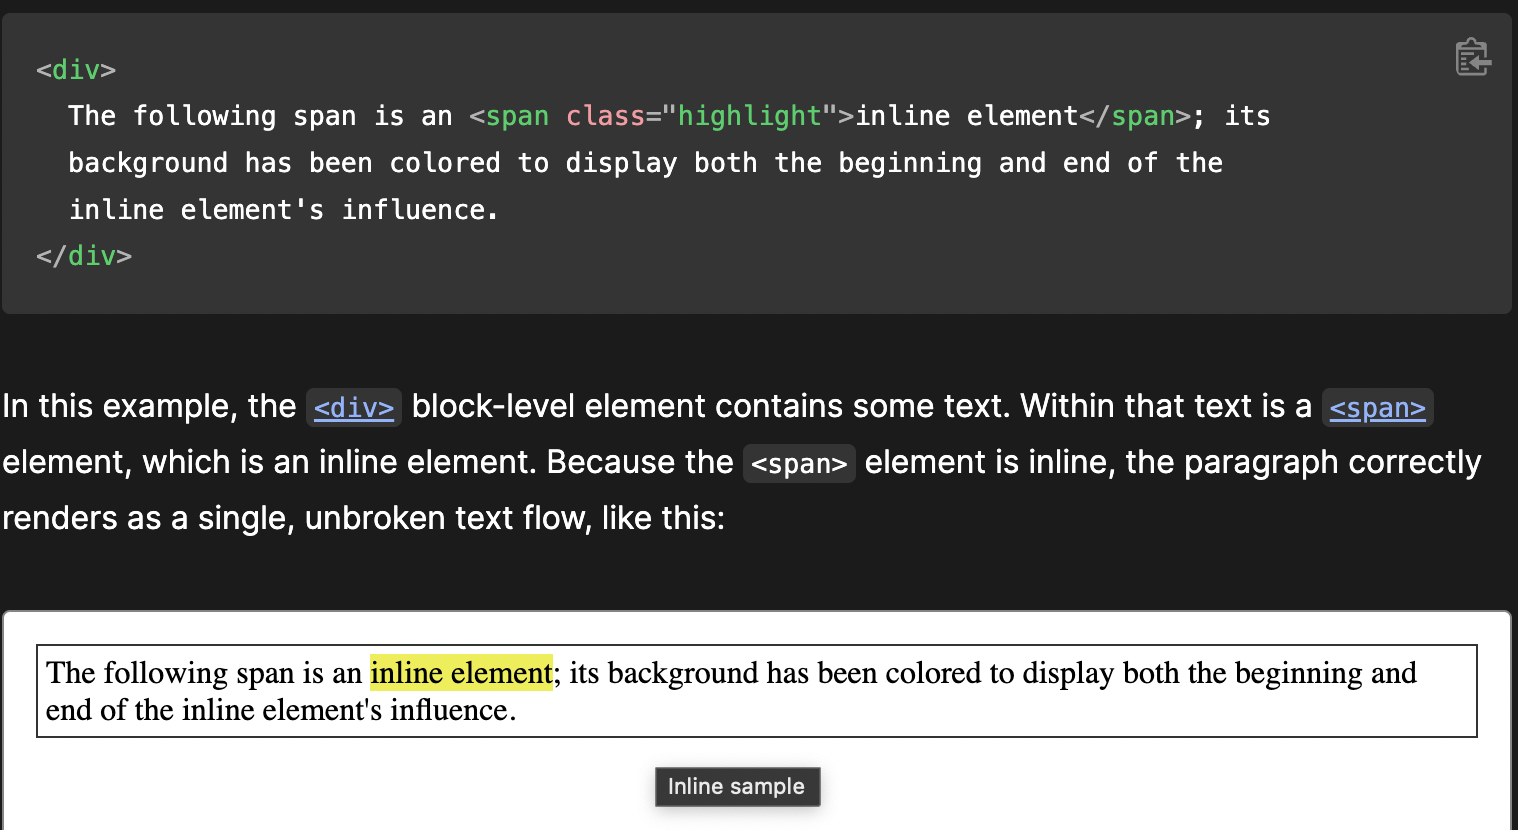 <div>
The following span is an <span class="highlight">inline element</span>; its
background has been colored to display both the beginning and end of the
inline element's influence.
</div>
In this example, the <div> block-level element contains some text. Within that text is a <span>
element, which is an inline element. Because the <span> element is inline, the paragraph correctly
renders as a single, unbroken text flow, like this:
The following span is an inline element; its background has been colored to display both the beginning and
end of the inline element's influence.
Inline sample